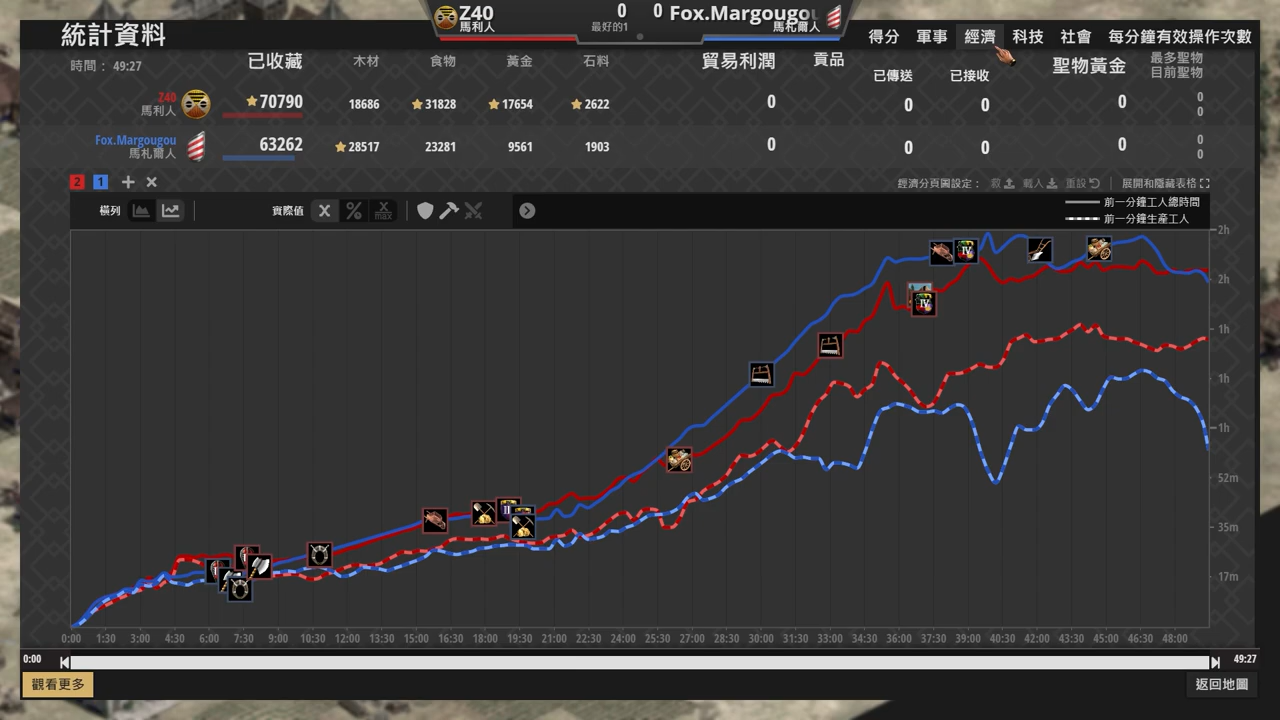 Z40
馬利人
0
最好的1
0
Fox.Margougou
馬札爾人
統計資料
得分 軍事 經濟 科技 社會 每分鐘有效操作次數
時間: 49:27
已收藏 木材 食物 黃金 石料 貿易利潤 貢品 已傳送 已接收 聖物黃金 最多聖物 目前聖物
Z40
馬利人
70790 18686 31828 17654 2622 0 0 0 0 0 0
Fox.Margougou
馬札爾人
63262 28517 23281 9561 1903 0 0 0 0 0 0
2 1
經濟分頁圖設定: 救 載入 重設 展開和隱藏表格
橫列 實際值 X % X/max
前一分鐘工人總時間
前一分鐘生產工人
2h
2h
1h
1h
1h
52m
35m
17m
IV
IV
0:00 1:30 3:00 4:30 6:00 7:30 9:00 10:30 12:00 13:30 15:00 16:30 18:00 19:30 21:00 22:30 24:00 25:30 27:00 28:30 30:00 31:30 33:00 34:30 36:00 37:30 39:00 40:30 42:00 43:30 45:00 46:30 48:00
0:00 49:27
觀看更多 返回地圖